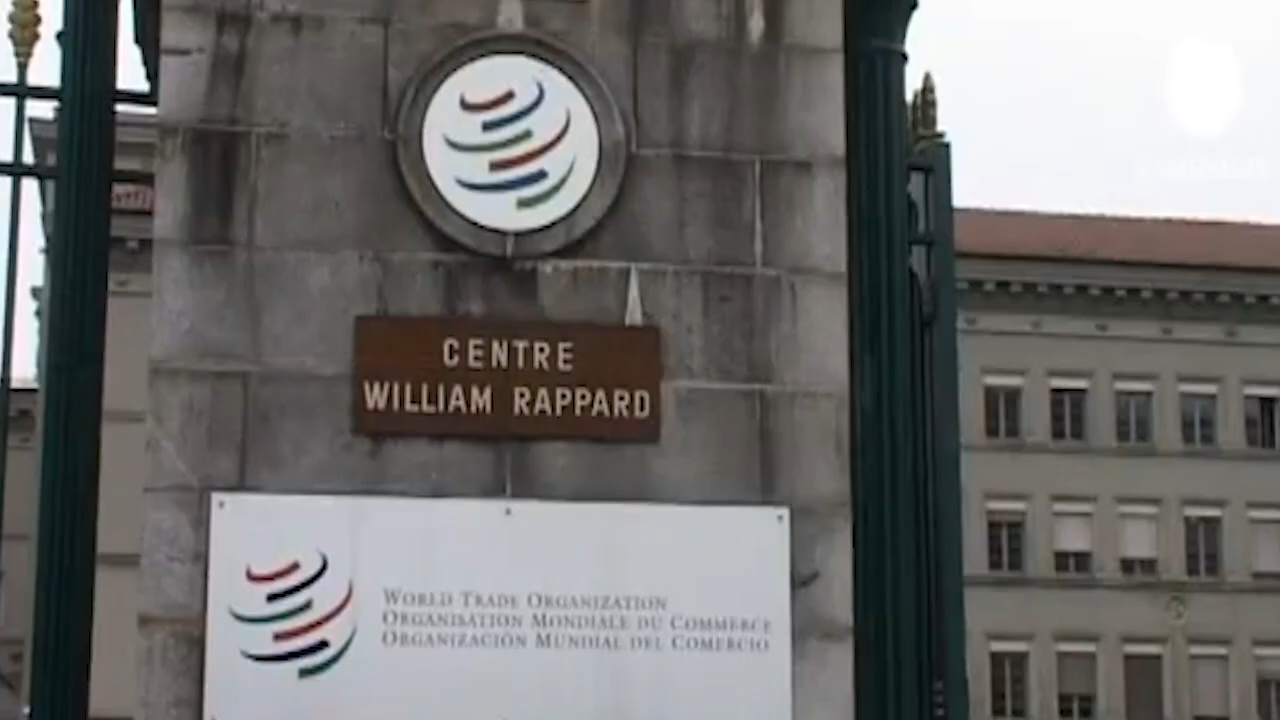 CENTRE
WILLIAM RAPPARD
WORLD TRADE ORGANIZATION
ORGANISATION MONDIALE DU COMMERCE
ORGANIZACIÓN MUNDIAL DEL COMERCIO